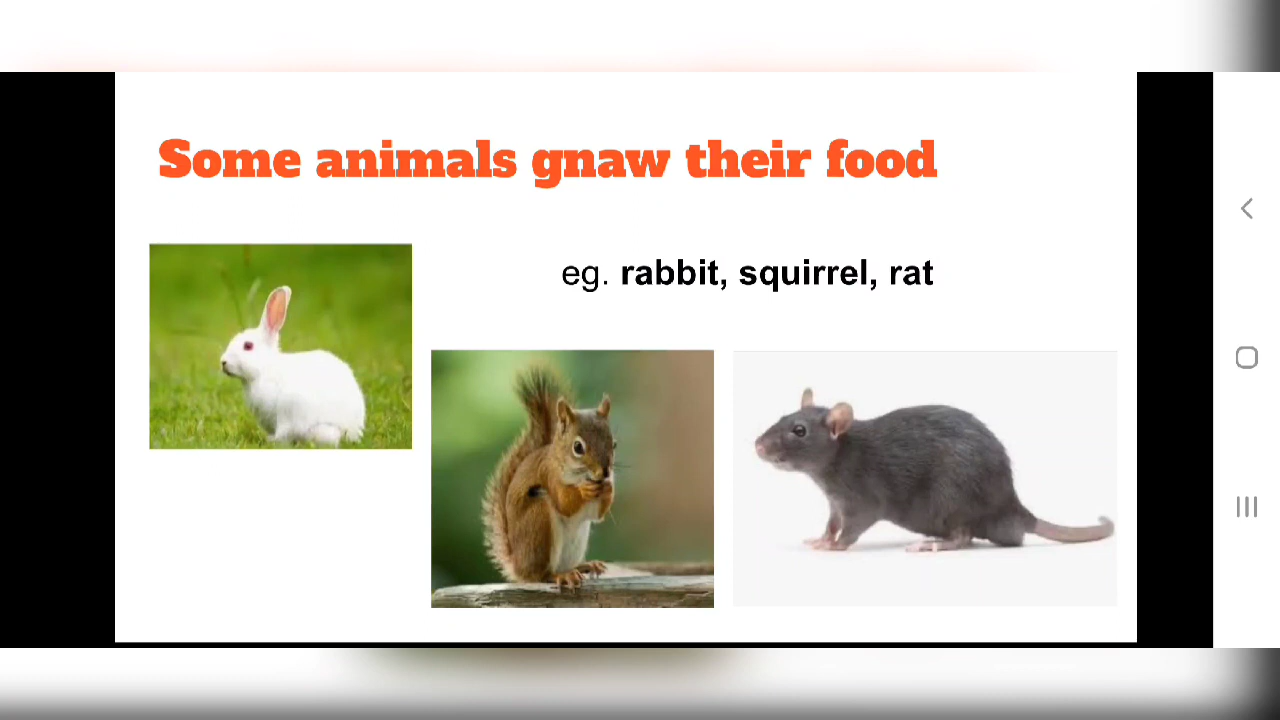 Some animals gnaw their food
eg. rabbit, squirrel, rat